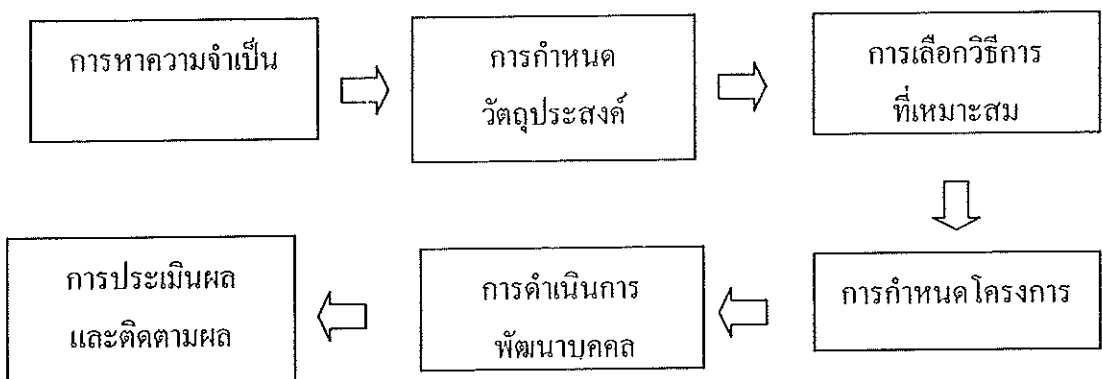 การหาความจำเป็น
การกำหนด
วัตถุประสงค์
การเลือกวิธีการ
ที่เหมาะสม
การกำหนดโครงการ
การดำเนินการ
พัฒนาบุคคล
การประเมินผล
และติดตามผล